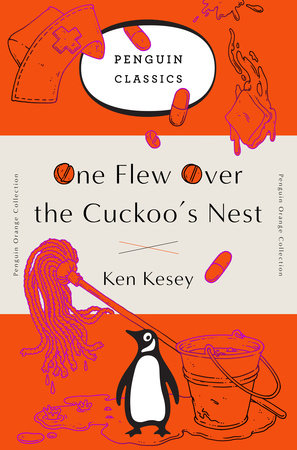 PENGUIN
CLASSICS
One Flew Over
the Cuckoo's Nest
Ken Kesey
Penguin Orange Collection
Penguin Orange Collection